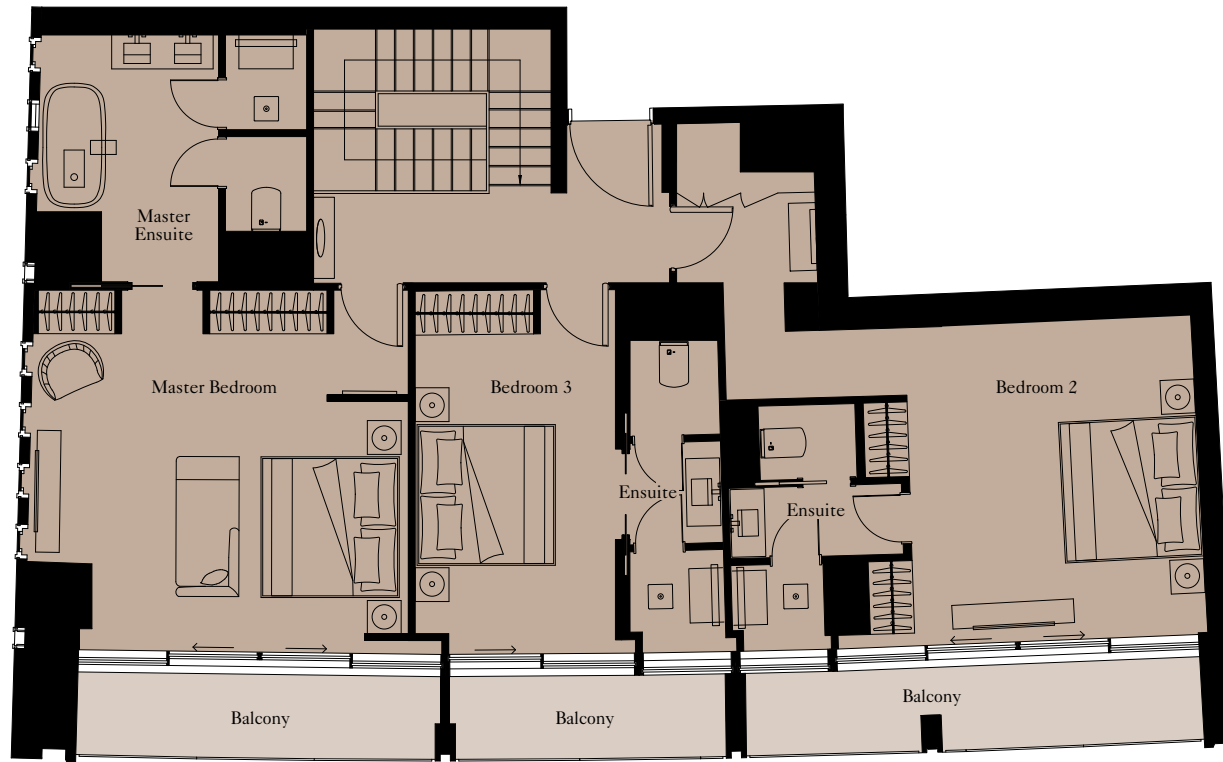 Master
Ensuite
Master Bedroom
Bedroom 3
Bedroom 2
Ensuite
Ensuite
Balcony
Balcony
Balcony